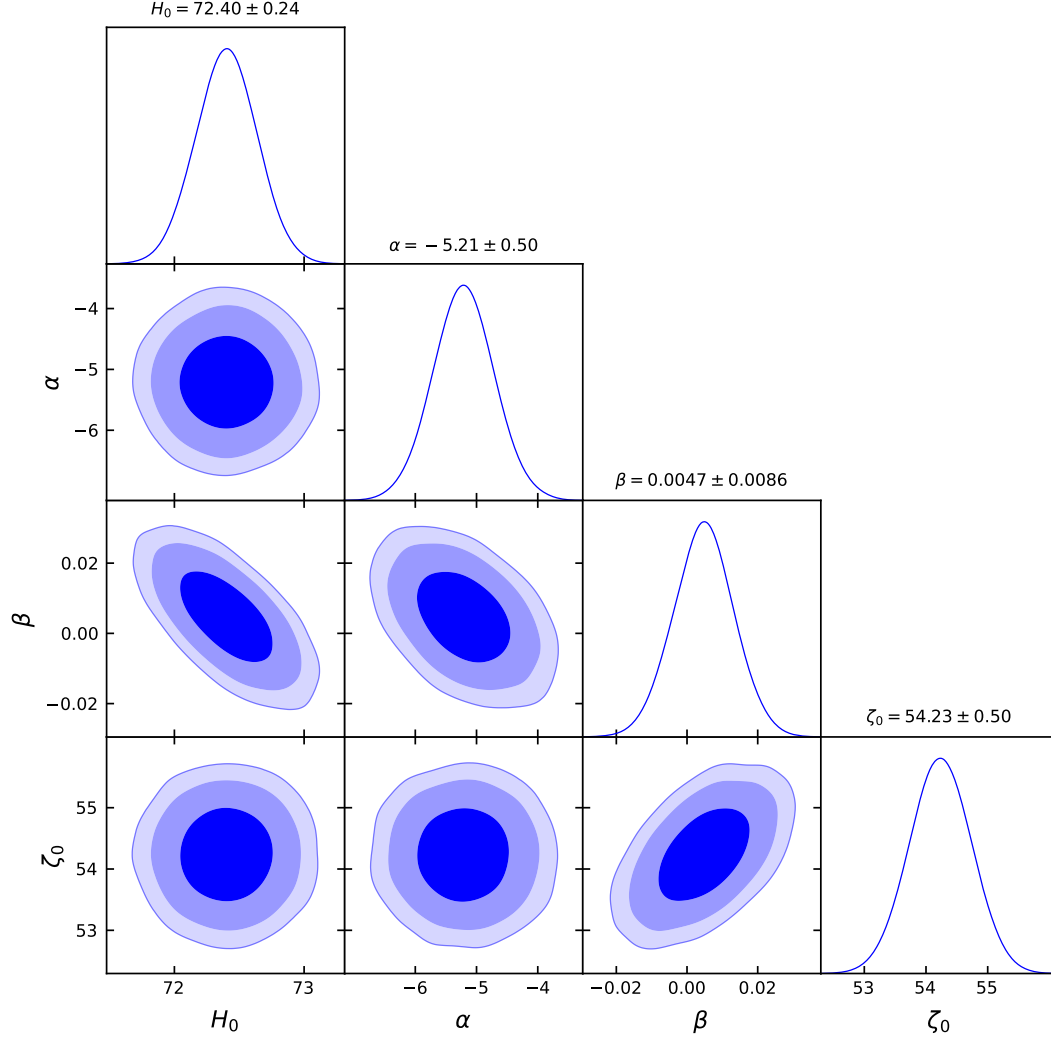 H₀ = 72.40 ± 0.24
α = −5.21 ± 0.50
−4
−5
−6
α
β = 0.0047 ± 0.0086
0.02
0.00
−0.02
β
ζ₀ = 54.23 ± 0.50
55
54
53
ζ₀
72 73 −6 −5 −4 −0.02 0.00 0.02 53 54 55
H₀ α β ζ₀